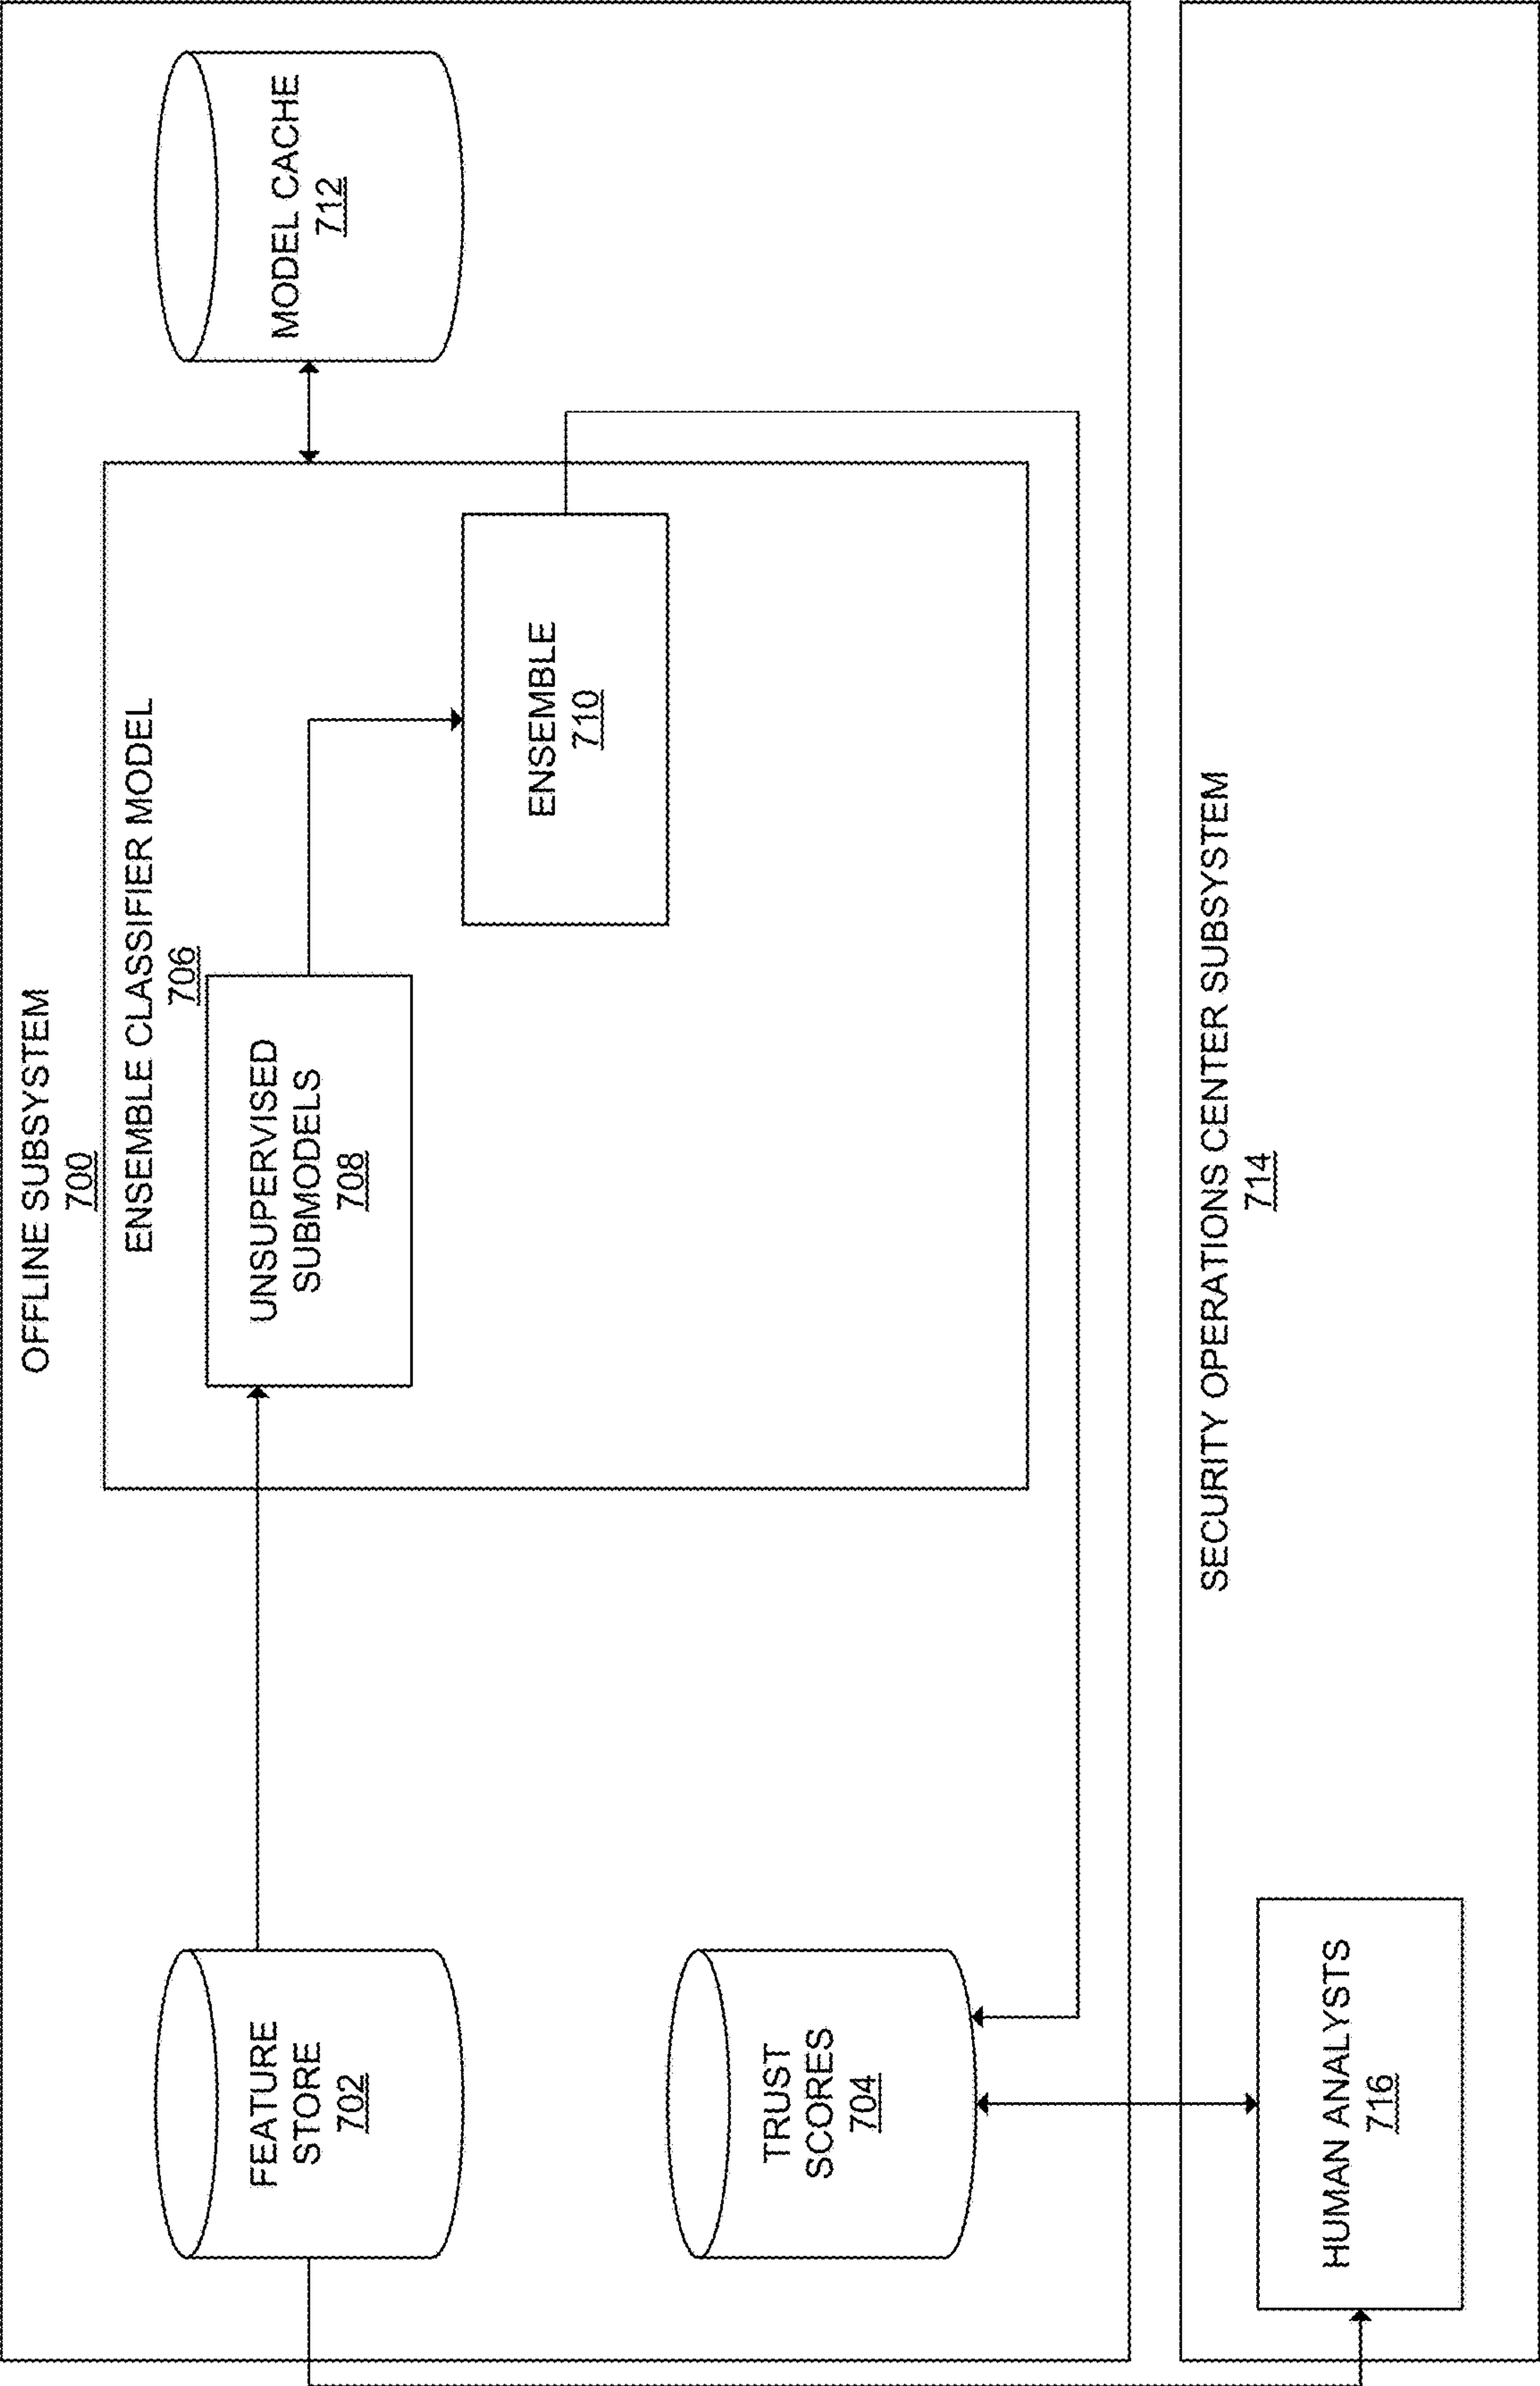 OFFLINE SUBSYSTEM
700
FEATURE
STORE
702
ENSEMBLE CLASSIFIER MODEL
706
UNSUPERVISED
SUBMODELS
708
MODEL CACHE
712
ENSEMBLE
710
TRUST
SCORES
704
SECURITY OPERATIONS CENTER SUBSYSTEM
714
HUMAN ANALYSTS
716